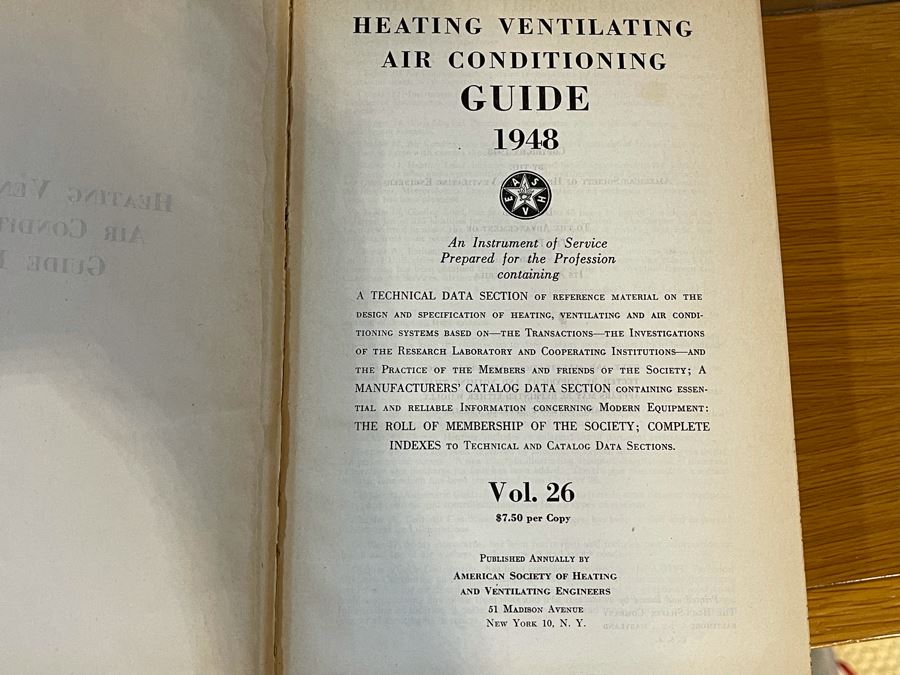 HEATING VENTILATING
AIR CONDITIONING
GUIDE
1948
A S H V E
An Instrument of Service
Prepared for the Profession
containing
A TECHNICAL DATA SECTION OF REFERENCE MATERIAL ON THE
DESIGN AND SPECIFICATION OF HEATING, VENTILATING AND AIR CONDI-
TIONING SYSTEMS BASED ON—THE TRANSACTIONS—THE INVESTIGATIONS
OF THE RESEARCH LABORATORY AND COOPERATING INSTITUTIONS—AND
THE PRACTICE OF THE MEMBERS AND FRIENDS OF THE SOCIETY; A
MANUFACTURERS' CATALOG DATA SECTION CONTAINING ESSEN-
TIAL AND RELIABLE INFORMATION CONCERNING MODERN EQUIPMENT:
THE ROLL OF MEMBERSHIP OF THE SOCIETY; COMPLETE
INDEXES TO TECHNICAL AND CATALOG DATA SECTIONS.
Vol. 26
$7.50 per Copy
PUBLISHED ANNUALLY BY
AMERICAN SOCIETY OF HEATING
AND VENTILATING ENGINEERS
51 MADISON AVENUE
NEW YORK 10, N. Y.